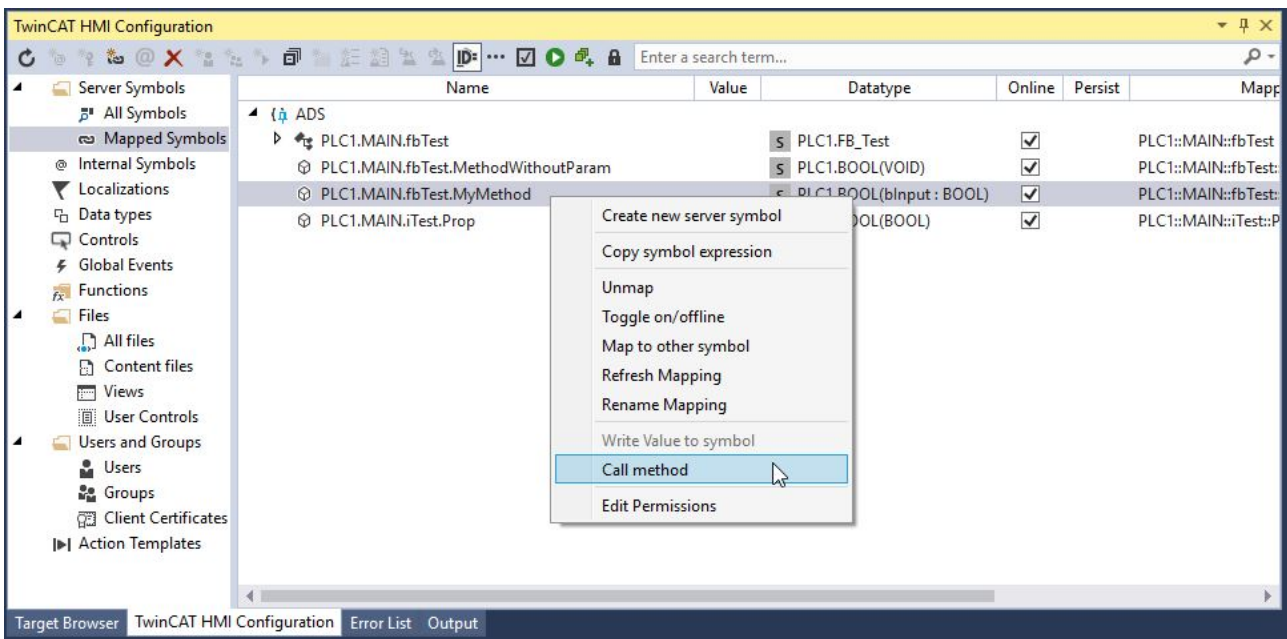 TwinCAT HMI Configuration
ID= Enter a search term...
Server Symbols
All Symbols
Mapped Symbols
@ Internal Symbols
Localizations
Data types
Controls
Global Events
fx Functions
Files
All files
Content files
Views
User Controls
Users and Groups
Users
Groups
Client Certificates
Action Templates
Name Value Datatype Online Persist Mapp
ADS
PLC1.MAIN.fbTest S PLC1.FB_Test PLC1::MAIN::fbTest
PLC1.MAIN.fbTest.MethodWithoutParam S PLC1.BOOL(VOID) PLC1::MAIN::fbTest:
PLC1.MAIN.fbTest.MyMethod S PLC1.BOOL(bInput : BOOL) PLC1::MAIN::fbTest:
PLC1.MAIN.iTest.Prop OOL(BOOL) PLC1::MAIN::iTest::P
Create new server symbol
Copy symbol expression
Unmap
Toggle on/offline
Map to other symbol
Refresh Mapping
Rename Mapping
Write Value to symbol
Call method
Edit Permissions
Target Browser TwinCAT HMI Configuration Error List Output